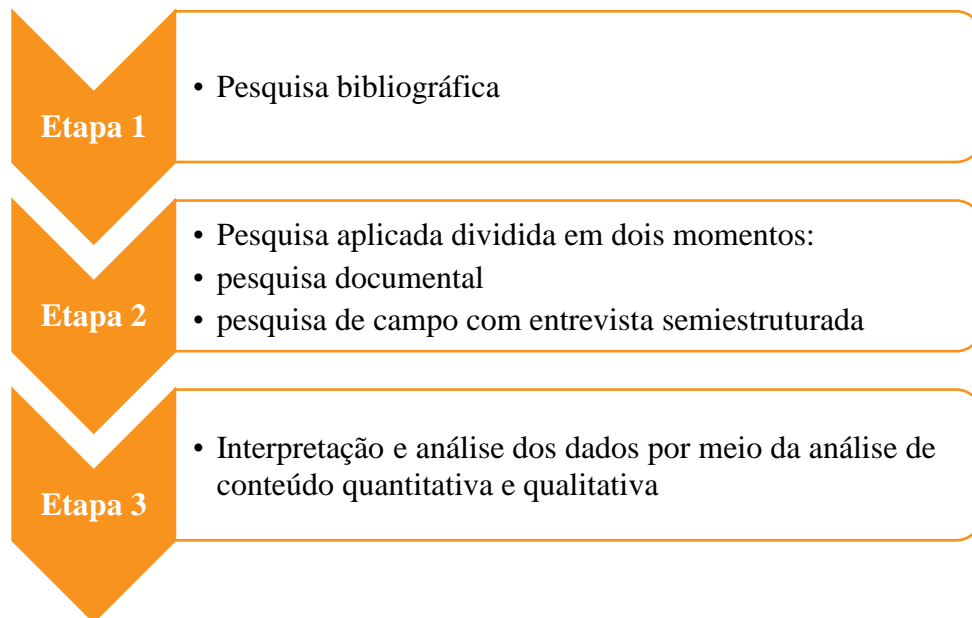 Etapa 1
• Pesquisa bibliográfica
Etapa 2
• Pesquisa aplicada dividida em dois momentos:
• pesquisa documental
• pesquisa de campo com entrevista semiestruturada
Etapa 3
• Interpretação e análise dos dados por meio da análise de
conteúdo quantitativa e qualitativa